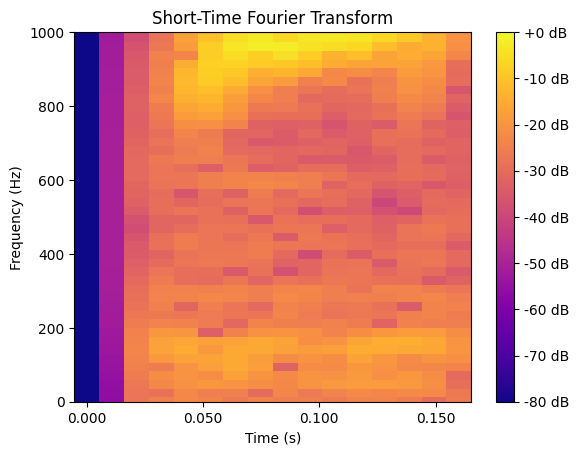 Short-Time Fourier Transform
1000
800
600
400
200
0
Frequency (Hz)
0.000
0.050
0.100
0.150
Time (s)
+0 dB
-10 dB
-20 dB
-30 dB
-40 dB
-50 dB
-60 dB
-70 dB
-80 dB